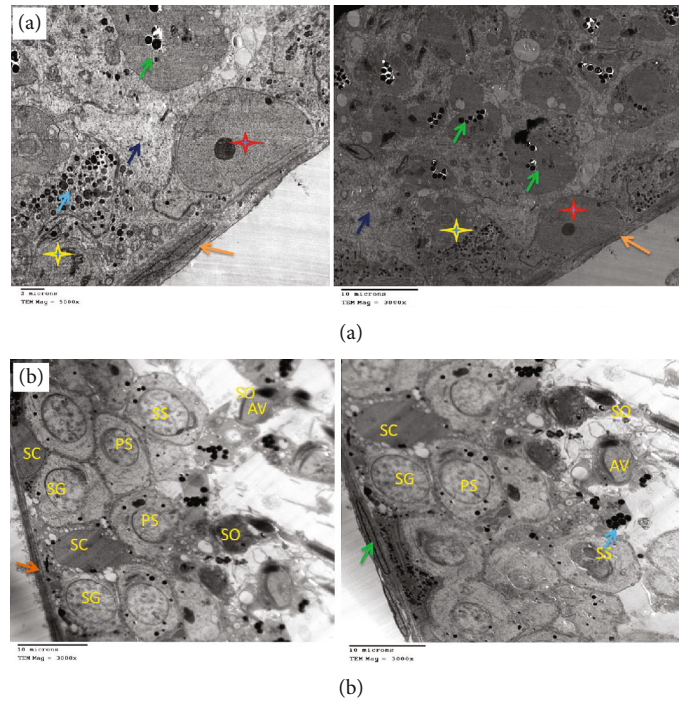 (a)
2 microns
TEM Mag = 5000x
10 microns
TEM Mag = 3000x
(a)
(b)
SO
AV
SS
PS
SC
SG
PS
SO
SC
SG
10 microns
TEM Mag = 3000x
SO
SC
AV
SG
PS
SS
10 microns
TEM Mag = 3000x
(b)